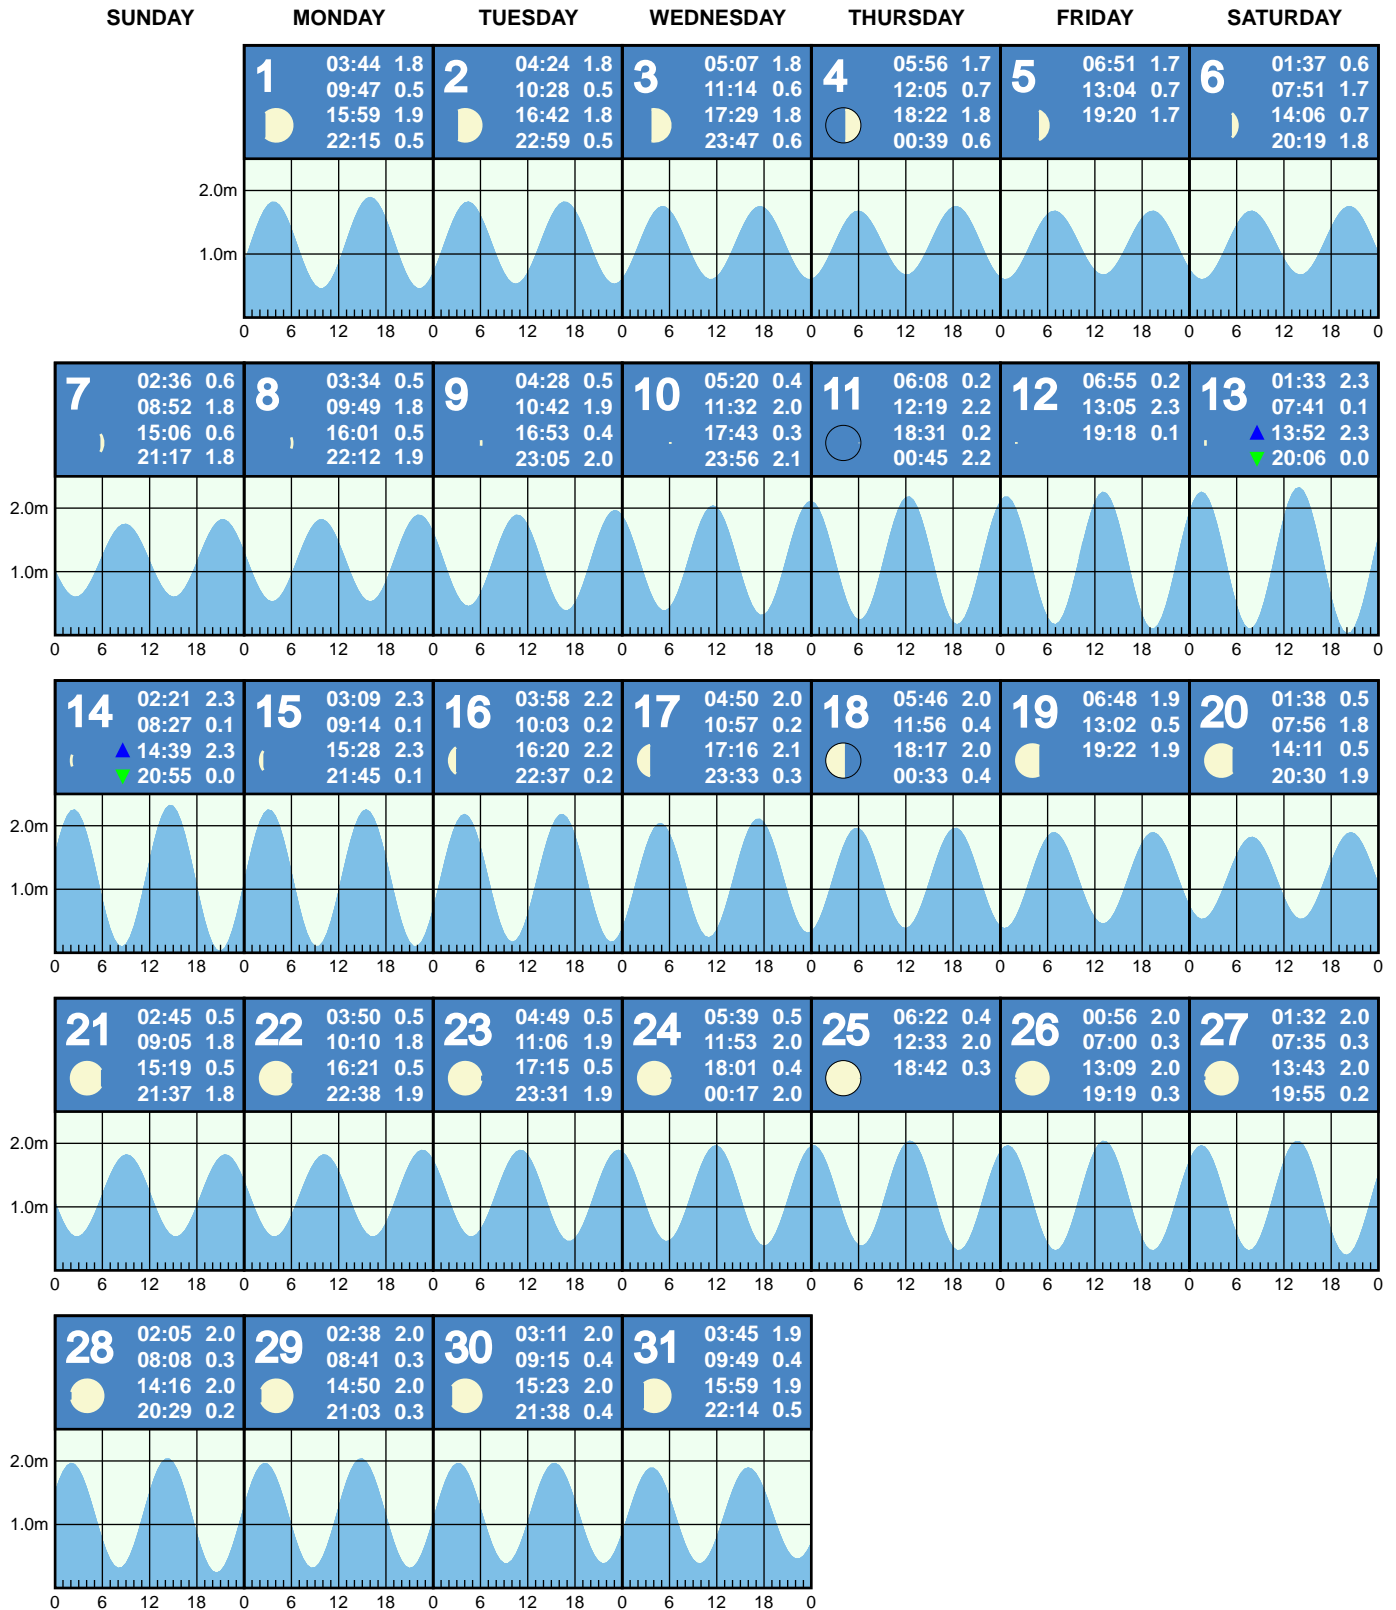 SUNDAY MONDAY TUESDAY WEDNESDAY THURSDAY FRIDAY SATURDAY
1 03:44 1.8 09:47 0.5 15:59 1.9 22:15 0.5
2 04:24 1.8 10:28 0.5 16:42 1.8 22:59 0.5
3 05:07 1.8 11:14 0.6 17:29 1.8 23:47 0.6
4 05:56 1.7 12:05 0.7 18:22 1.8 00:39 0.6
5 06:51 1.7 13:04 0.7 19:20 1.7
6 01:37 0.6 07:51 1.7 14:06 0.7 20:19 1.8
2.0m
1.0m
0 6 12 18 0 6 12 18 0 6 12 18 0 6 12 18 0 6 12 18 0 6 12 18 0
7 02:36 0.6 08:52 1.8 15:06 0.6 21:17 1.8
8 03:34 0.5 09:49 1.8 16:01 0.5 22:12 1.9
9 04:28 0.5 10:42 1.9 16:53 0.4 23:05 2.0
10 05:20 0.4 11:32 2.0 17:43 0.3 23:56 2.1
11 06:08 0.2 12:19 2.2 18:31 0.2 00:45 2.2
12 06:55 0.2 13:05 2.3 19:18 0.1
13 01:33 2.3 07:41 0.1 13:52 2.3 20:06 0.0
2.0m
1.0m
0 6 12 18 0 6 12 18 0 6 12 18 0 6 12 18 0 6 12 18 0 6 12 18 0 6 12 18 0
14 02:21 2.3 08:27 0.1 14:39 2.3 20:55 0.0
15 03:09 2.3 09:14 0.1 15:28 2.3 21:45 0.1
16 03:58 2.2 10:03 0.2 16:20 2.2 22:37 0.2
17 04:50 2.0 10:57 0.2 17:16 2.1 23:33 0.3
18 05:46 2.0 11:56 0.4 18:17 2.0 00:33 0.4
19 06:48 1.9 13:02 0.5 19:22 1.9
20 01:38 0.5 07:56 1.8 14:11 0.5 20:30 1.9
2.0m
1.0m
0 6 12 18 0 6 12 18 0 6 12 18 0 6 12 18 0 6 12 18 0 6 12 18 0 6 12 18 0
21 02:45 0.5 09:05 1.8 15:19 0.5 21:37 1.8
22 03:50 0.5 10:10 1.8 16:21 0.5 22:38 1.9
23 04:49 0.5 11:06 1.9 17:15 0.5 23:31 1.9
24 05:39 0.5 11:53 2.0 18:01 0.4 00:17 2.0
25 06:22 0.4 12:33 2.0 18:42 0.3
26 00:56 2.0 07:00 0.3 13:09 2.0 19:19 0.3
27 01:32 2.0 07:35 0.3 13:43 2.0 19:55 0.2
2.0m
1.0m
0 6 12 18 0 6 12 18 0 6 12 18 0 6 12 18 0 6 12 18 0 6 12 18 0 6 12 18 0
28 02:05 2.0 08:08 0.3 14:16 2.0 20:29 0.2
29 02:38 2.0 08:41 0.3 14:50 2.0 21:03 0.3
30 03:11 2.0 09:15 0.4 15:23 2.0 21:38 0.4
31 03:45 1.9 09:49 0.4 15:59 1.9 22:14 0.5
2.0m
1.0m
0 6 12 18 0 6 12 18 0 6 12 18 0 6 12 18 0